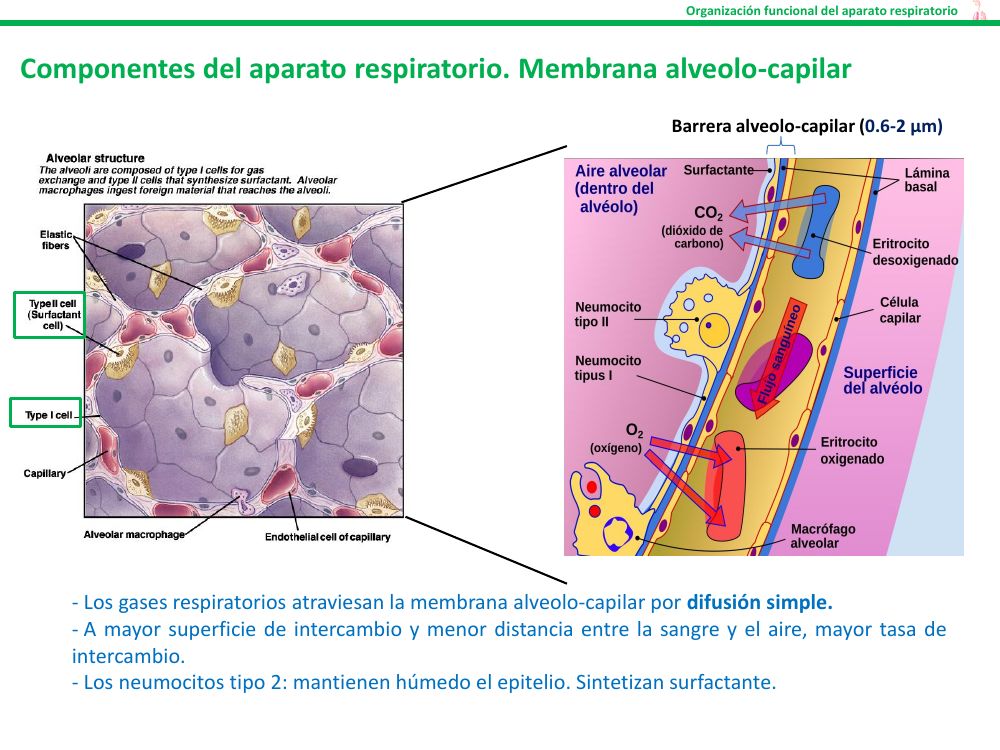 Organización funcional del aparato respiratorio
Componentes del aparato respiratorio. Membrana alveolo-capilar
Barrera alveolo-capilar (0.6-2 µm)
Alveolar structure
The alveoli are composed of type I cells for gas
exchange and type II cells that synthesize surfactant. Alveolar
macrophages ingest foreign material that reaches the alveoli.
Elastic
fibers
Type II cell
(Surfactant
cell)
Type I cell
Capillary
Alveolar macrophage
Endothelial cell of capillary
Aire alveolar
(dentro del
alvéolo)
Surfactante
Lámina
basal
CO₂
(dióxido de
carbono)
Eritrocito
desoxigenado
Neumocito
tipo II
Célula
capilar
Flujo sanguíneo
Neumocito
tipus I
Superficie
del alvéolo
O₂
(oxígeno)
Eritrocito
oxigenado
Macrófago
alveolar
- Los gases respiratorios atraviesan la membrana alveolo-capilar por difusión simple.
- A mayor superficie de intercambio y menor distancia entre la sangre y el aire, mayor tasa de
intercambio.
- Los neumocitos tipo 2: mantienen húmedo el epitelio. Sintetizan surfactante.